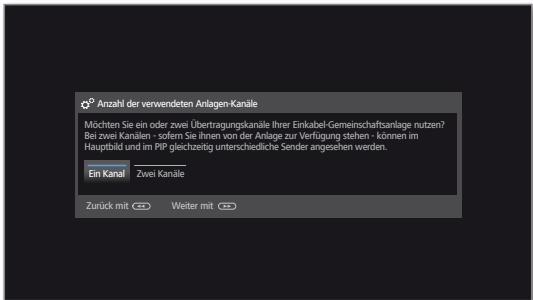 Anzahl der verwendeten Anlagen-Kanäle
Möchten Sie ein oder zwei Übertragungskanäle Ihrer Einkabel-Gemeinschaftsanlage nutzen?
Bei zwei Kanälen - sofern Sie ihnen von der Anlage zur Verfügung stehen - können im
Hauptbild und im PIP gleichzeitig unterschiedliche Sender angesehen werden.
Ein Kanal Zwei Kanäle
Zurück mit Weiter mit